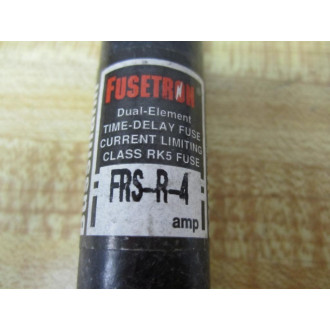 FUSETRON
Dual-Element
TIME-DELAY FUSE
CURRENT LIMITING
CLASS RK5 FUSE
FRS-R-4
amp